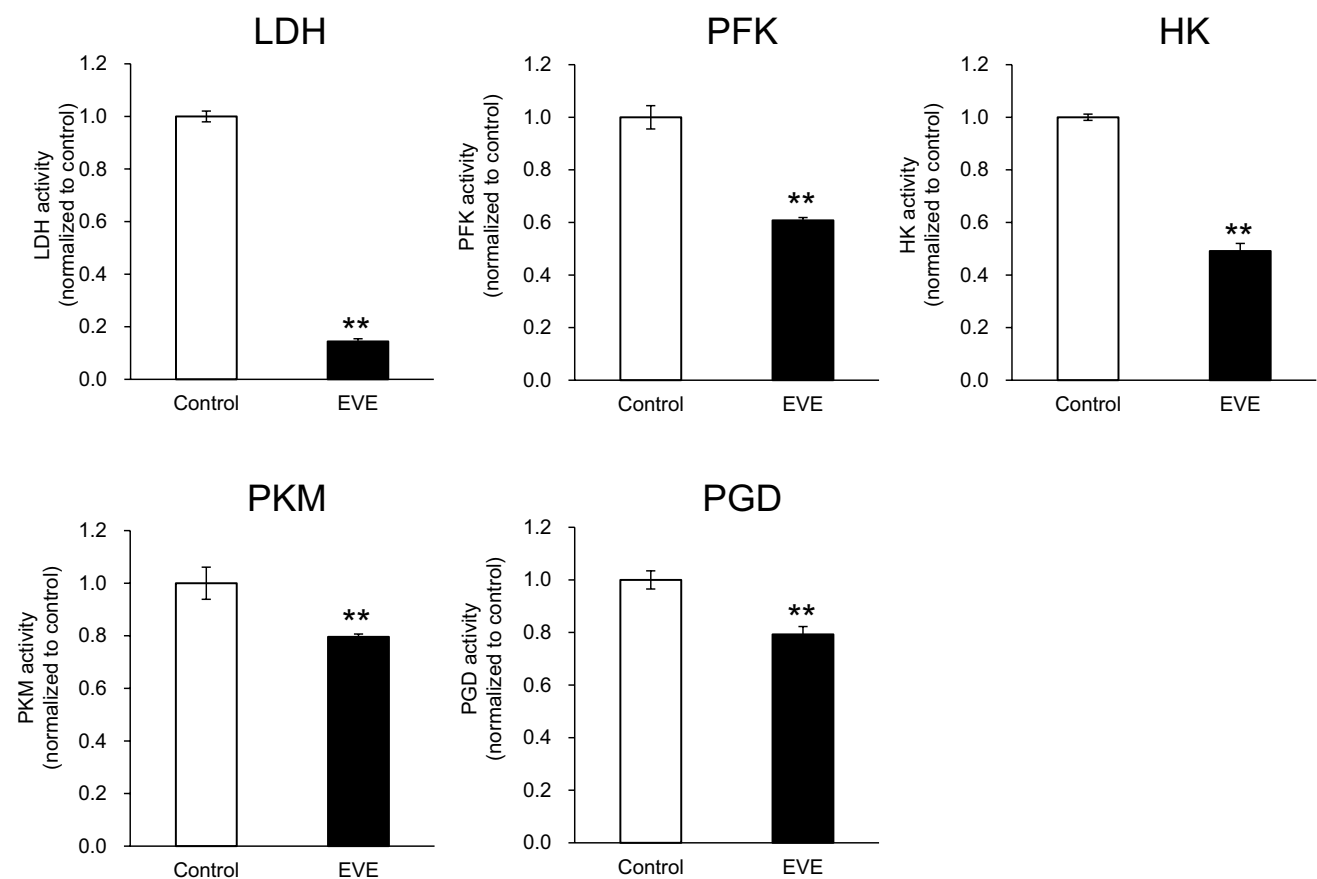 LDH
LDH activity
(normalized to control)
1.2
1.0
0.8
0.6
0.4
0.2
0.0
**
Control
EVE
PFK
PFK activity
(normalized to control)
1.2
1.0
0.8
0.6
0.4
0.2
0.0
**
Control
EVE
HK
HK activity
(normalized to control)
1.2
1.0
0.8
0.6
0.4
0.2
0.0
**
Control
EVE
PKM
PKM activity
(normalized to control)
1.2
1.0
0.8
0.6
0.4
0.2
0.0
**
Control
EVE
PGD
PGD activity
(normalized to control)
1.2
1.0
0.8
0.6
0.4
0.2
0.0
**
Control
EVE